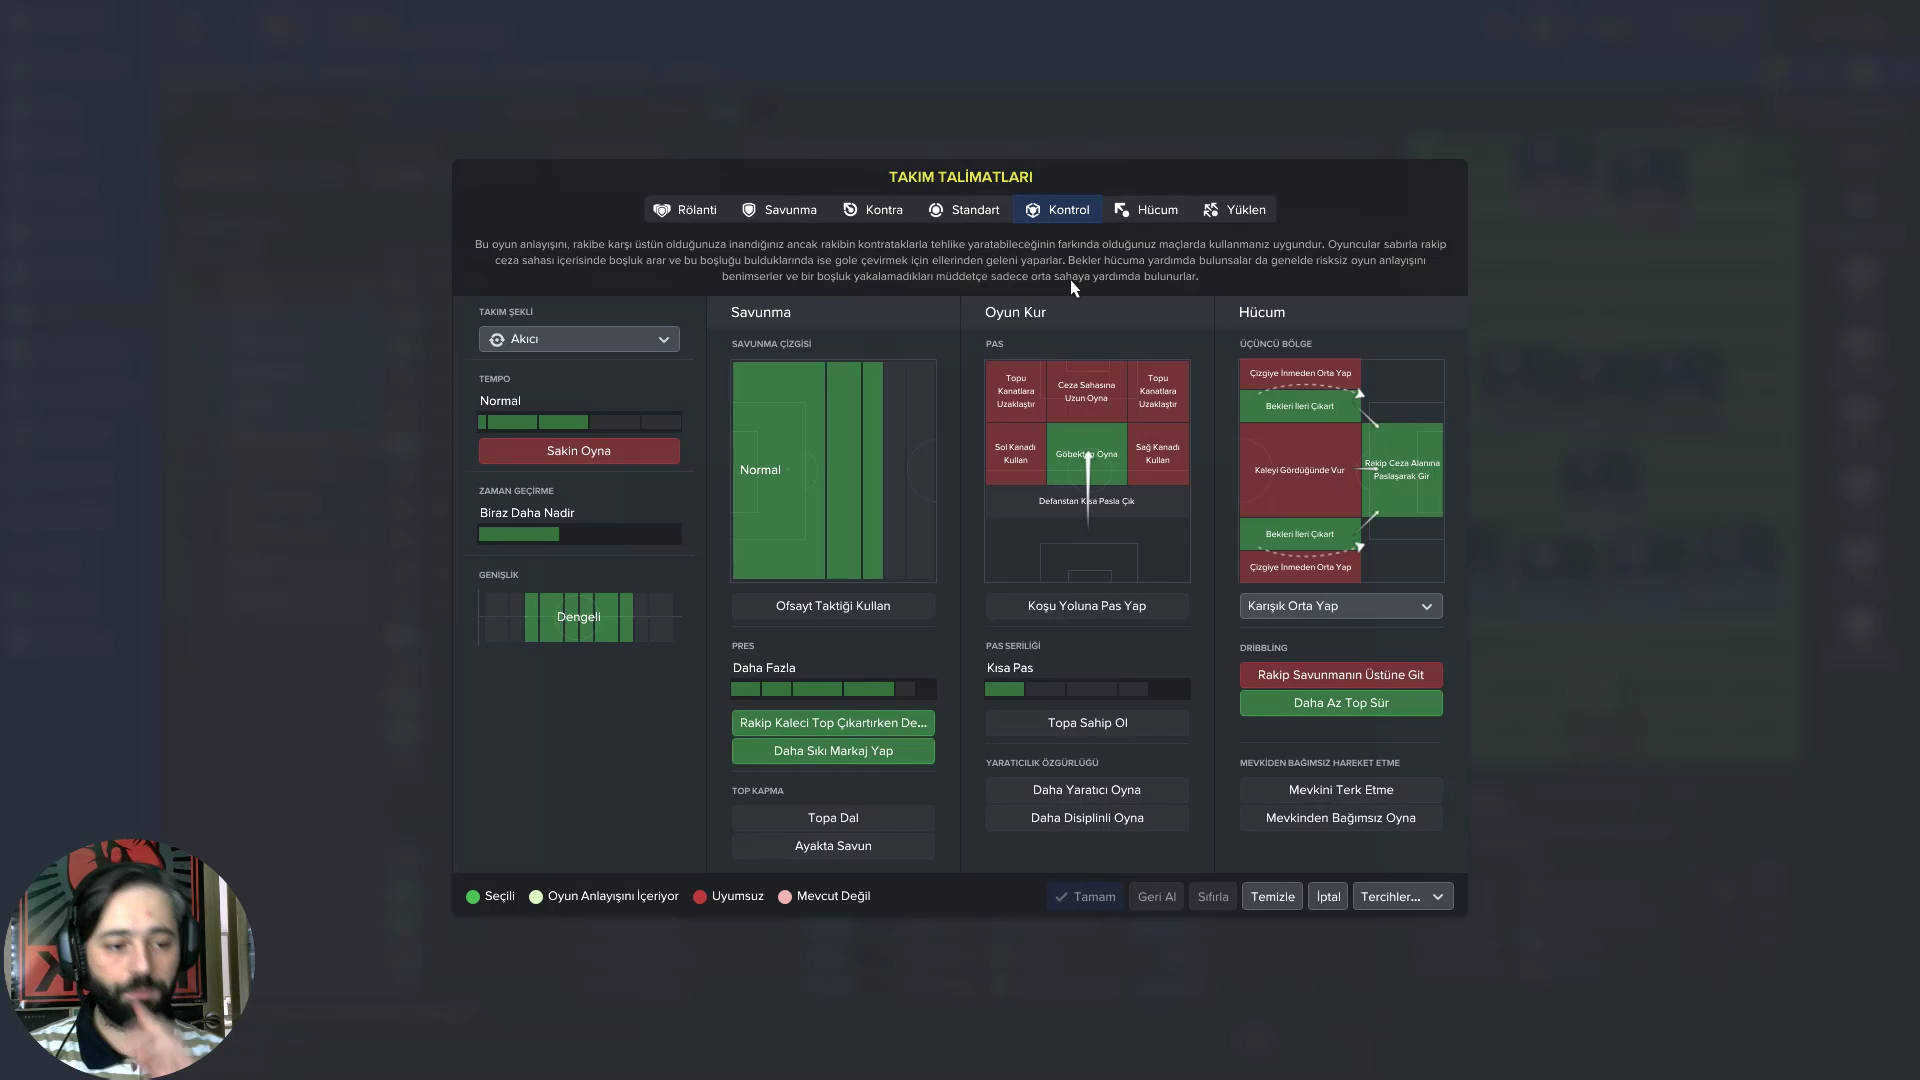 TAKIM TALİMATLARI
Rölanti Savunma Kontra Standart Kontrol Hücum Yüklen
Bu oyun anlayışını, rakibe karşı üstün olduğunuza inandığınız ancak rakibin kontrataklarla tehlike yaratabileceğinin farkında olduğunuz maçlarda kullanmanız uygundur. Oyuncular sabırla rakip
ceza sahası içerisinde boşluk arar ve bu boşluğu bulduklarında ise gole çevirmek için ellerinden geleni yaparlar. Bekler hücuma yardımda bulunsalar da genelde risksiz oyun anlayışını
benimserler ve bir boşluk yakalamadıkları müddetçe sadece orta sahaya yardımda bulunurlar.
TAKIM ŞEKLİ
Akıcı
TEMPO
Normal
Sakin Oyna
ZAMAN GEÇİRME
Biraz Daha Nadir
GENİŞLİK
Dengeli
Savunma
SAVUNMA ÇİZGİSİ
Normal
Ofsayt Taktiği Kullan
PRES
Daha Fazla
Rakip Kaleci Top Çıkartırken De...
Daha Sıkı Markaj Yap
TOP KAPMA
Topa Dal
Ayakta Savun
Oyun Kur
PAS
Topu
Kanatlara
Uzaklaştır
Ceza Sahasına
Uzun Oyna
Topu
Kanatlara
Uzaklaştır
Sol Kanadı
Kullan
Göbekten Oyna
Sağ Kanadı
Kullan
Defanstan Kısa Pasla Çık
Koşu Yoluna Pas Yap
PAS SERİLİĞİ
Kısa Pas
Topa Sahip Ol
YARATICILIK ÖZGÜRLÜĞÜ
Daha Yaratıcı Oyna
Daha Disiplinli Oyna
Hücum
ÜÇÜNCÜ BÖLGE
Çizgiye İnmeden Orta Yap
Bekleri İleri Çıkart
Kaleyi Gördüğünde Vur
Rakip Ceza Alanına
Paslaşarak Gir
Bekleri İleri Çıkart
Çizgiye İnmeden Orta Yap
Karışık Orta Yap
DRİBBLİNG
Rakip Savunmanın Üstüne Git
Daha Az Top Sür
MEVKİDEN BAĞIMSIZ HAREKET ETME
Mevkini Terk Etme
Mevkinden Bağımsız Oyna
Seçili Oyun Anlayışını İçeriyor Uyumsuz Mevcut Değil
Tamam Geri Al Sıfırla Temizle İptal Tercihler...